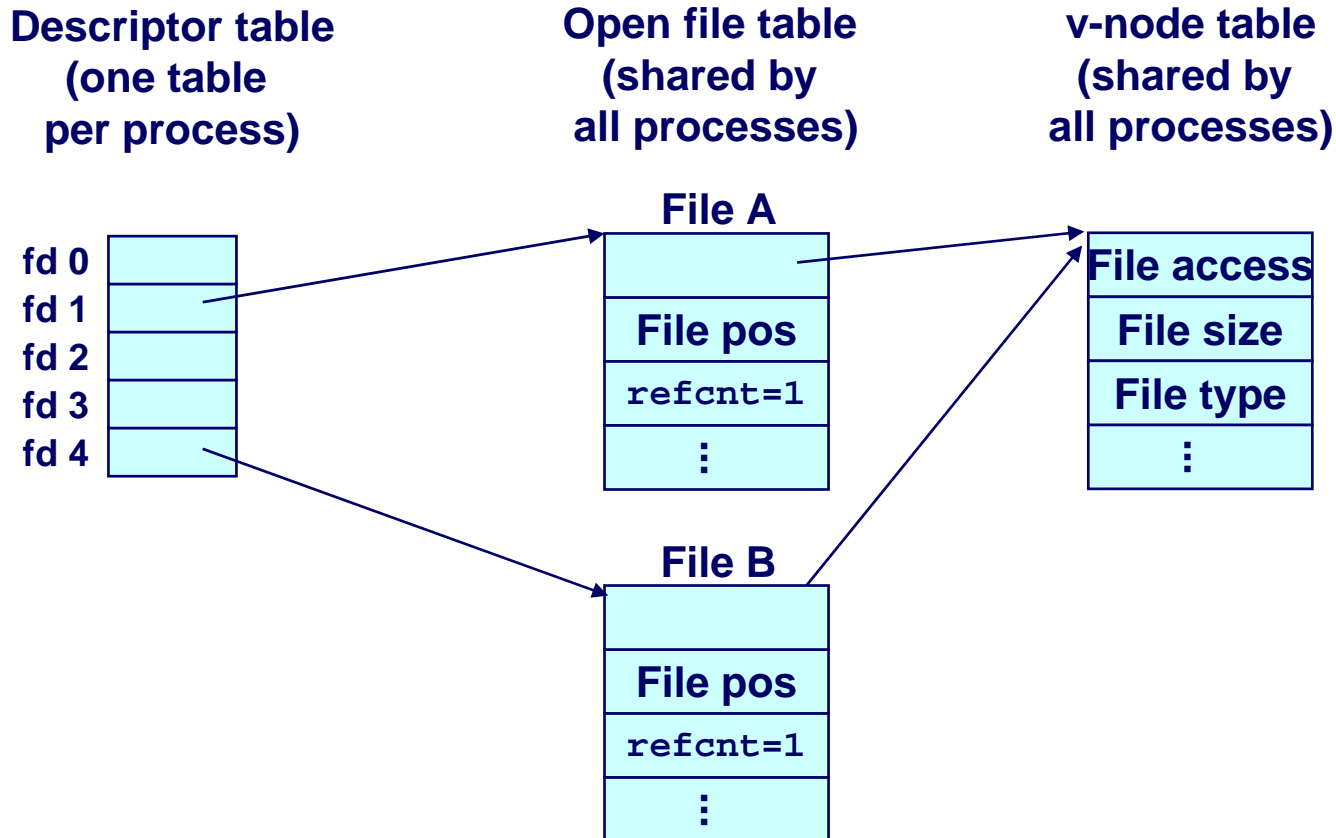 Descriptor table
(one table
per process)
Open file table
(shared by
all processes)
v-node table
(shared by
all processes)
fd 0
fd 1
fd 2
fd 3
fd 4
File A
File pos
refcnt=1
⋮
File B
File pos
refcnt=1
⋮
File access
File size
File type
⋮